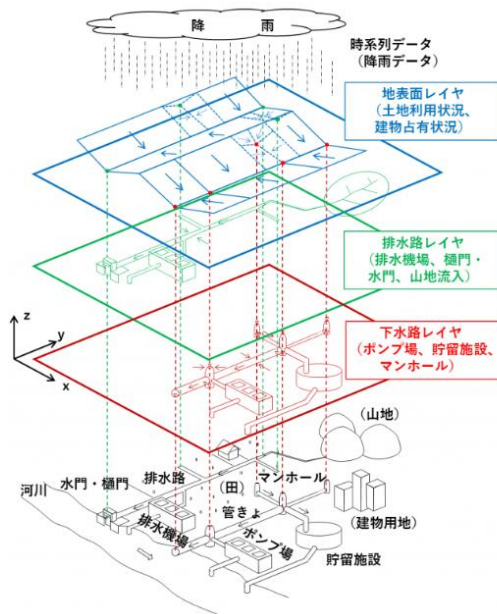 降　雨
時系列データ
（降雨データ）
地表面レイヤ
（土地利用状況、
建物占有状況）
排水路レイヤ
（排水機場、樋門・
水門、山地流入）
z
y
x
下水路レイヤ
（ポンプ場、貯留施設、
マンホール）
（山地）
河川
水門・樋門
排水路
（田）
マンホール
管きょ
（建物用地）
排水機場
ポンプ場
貯留施設